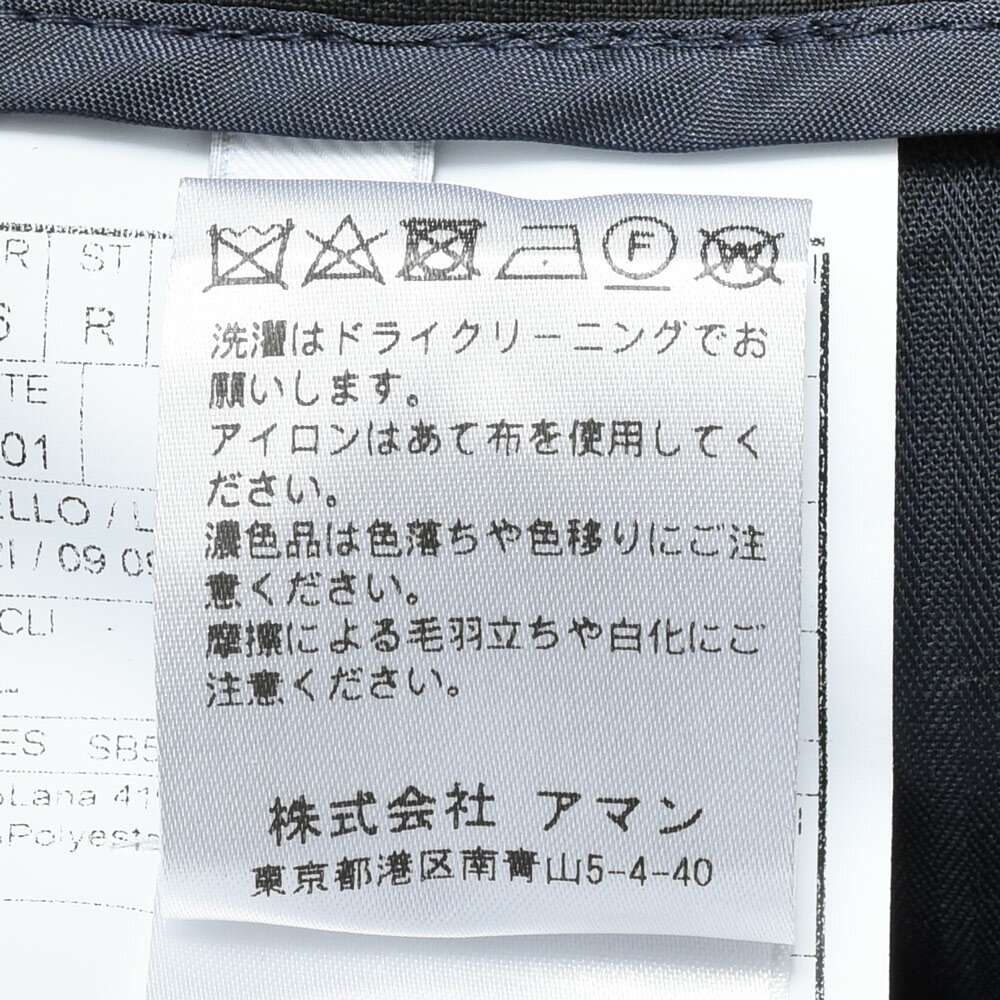 F
W
洗濯はドライクリーニングでお
願いします。
アイロンはあて布を使用してく
ださい。
濃色品は色落ちや色移りにご注
意ください。
摩擦による毛羽立ちや白化にご
注意ください。
株式会社 アマン
東京都港区南青山5-4-40
R ST
R
TE
01
ELLO / L
/ 09 09
CLI -
ES SB5
Lana 41
Polyest